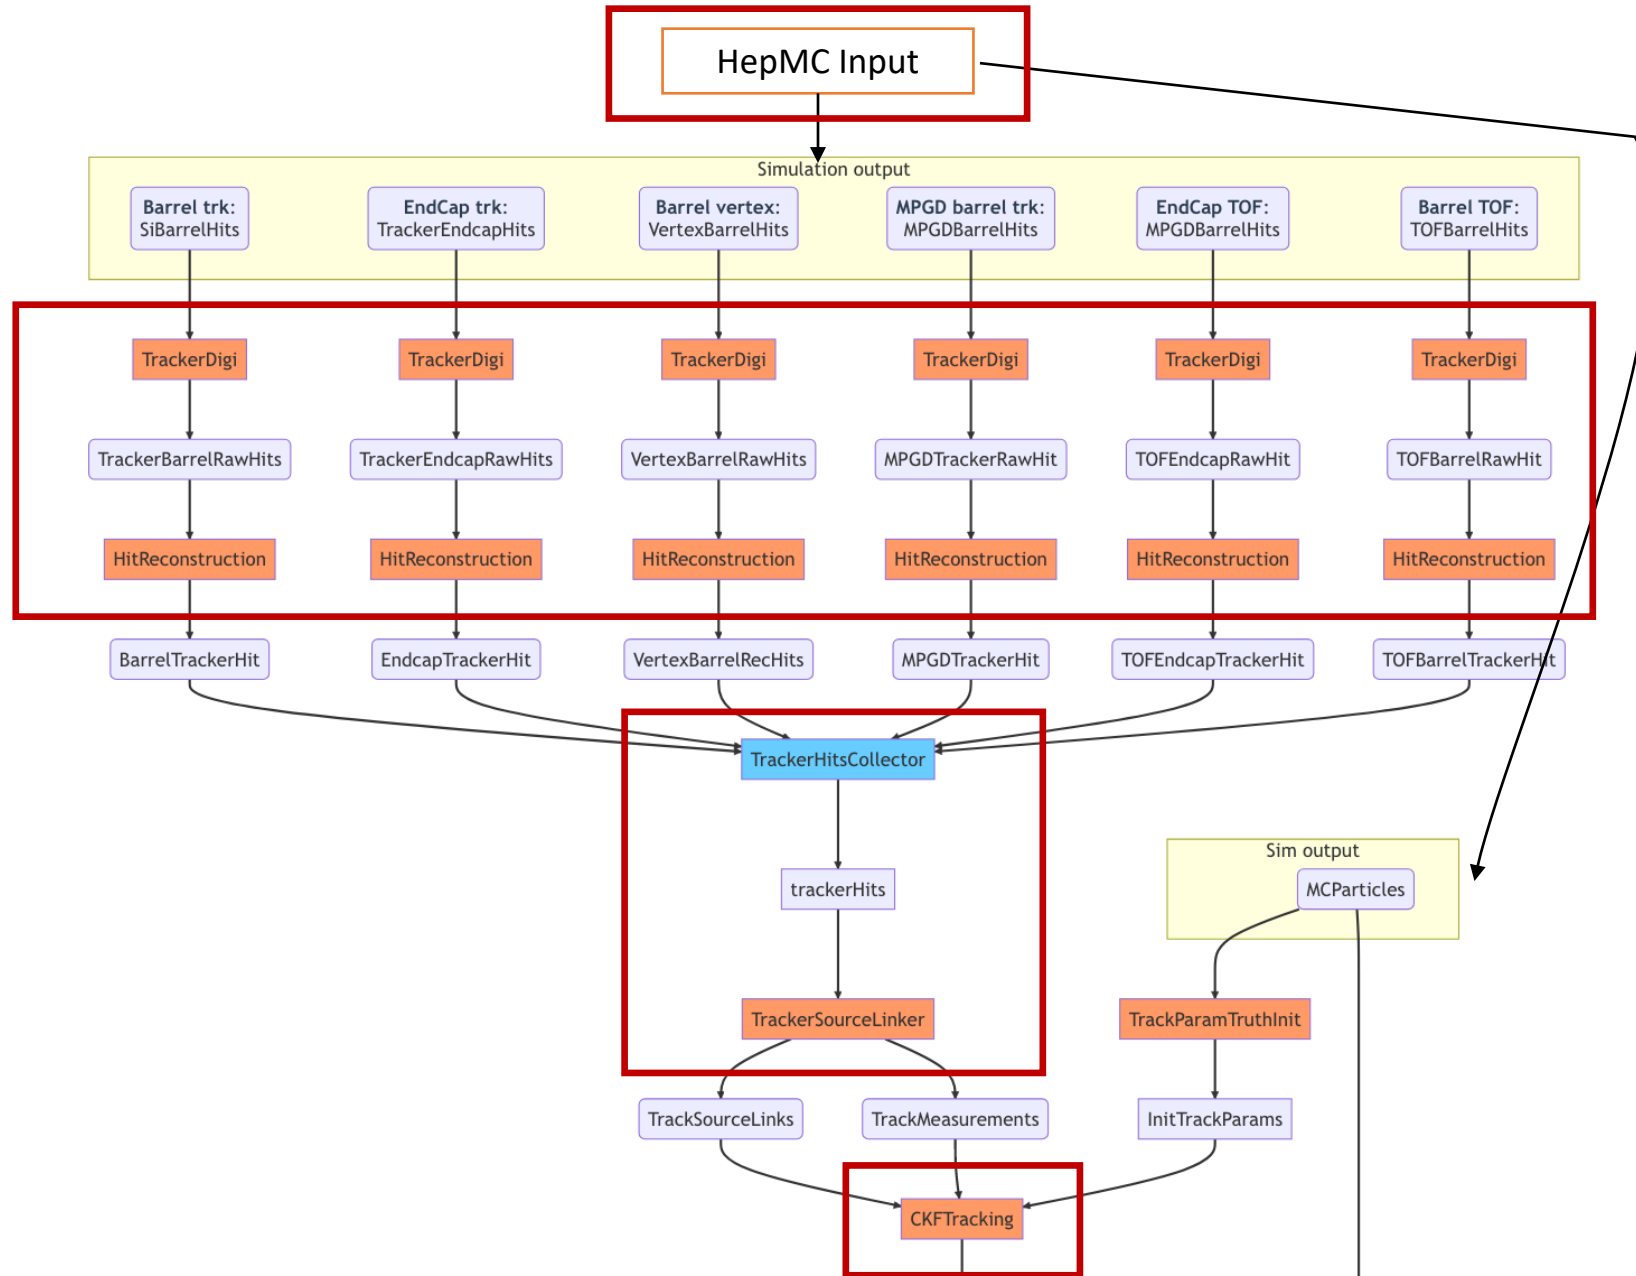 HepMC Input
Simulation output
Barrel trk:
SiBarrelHits
EndCap trk:
TrackerEndcapHits
Barrel vertex:
VertexBarrelHits
MPGD barrel trk:
MPGDBarrelHits
EndCap TOF:
MPGDBarrelHits
Barrel TOF:
TOFBarrelHits
TrackerDigi
TrackerDigi
TrackerDigi
TrackerDigi
TrackerDigi
TrackerDigi
TrackerBarrelRawHits
TrackerEndcapRawHits
VertexBarrelRawHits
MPGDTrackerRawHit
TOFEndcapRawHit
TOFBarrelRawHit
HitReconstruction
HitReconstruction
HitReconstruction
HitReconstruction
HitReconstruction
HitReconstruction
BarrelTrackerHit
EndcapTrackerHit
VertexBarrelRecHits
MPGDTrackerHit
TOFEndcapTrackerHit
TOFBarrelTrackerHit
TrackerHitsCollector
trackerHits
Sim output
MCParticles
TrackerSourceLinker
TrackParamTruthInit
TrackSourceLinks
TrackMeasurements
InitTrackParams
CKFTracking